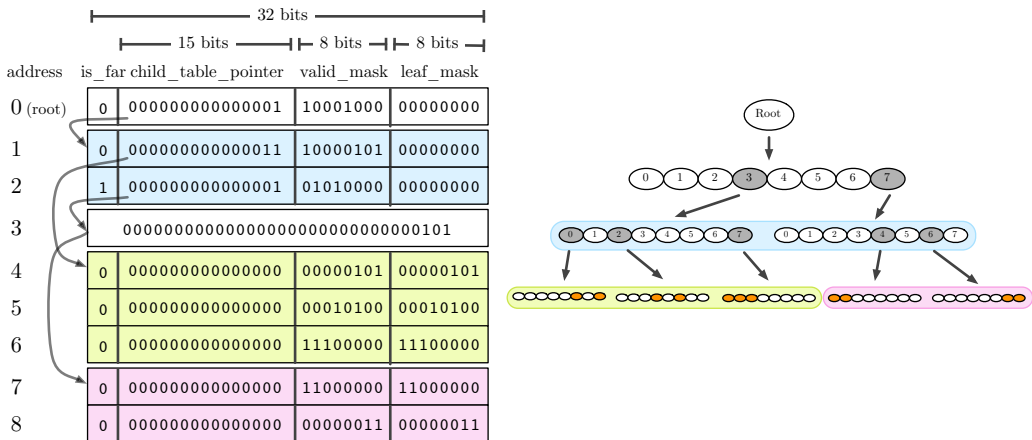 32 bits
15 bits 8 bits 8 bits
address is_far child_table_pointer valid_mask leaf_mask
0 (root) 0 000000000000001 10001000 00000000
1 0 000000000000011 10000101 00000000
2 1 000000000000001 01010000 00000000
3 00000000000000000000000000000101
4 0 000000000000000 00000101 00000101
5 0 000000000000000 00010100 00010100
6 0 000000000000000 11100000 11100000
7 0 000000000000000 11000000 11000000
8 0 000000000000000 00000011 00000011
Root
0 1 2 3 4 5 6 7
0 1 2 3 4 5 6 7 0 1 2 3 4 5 6 7